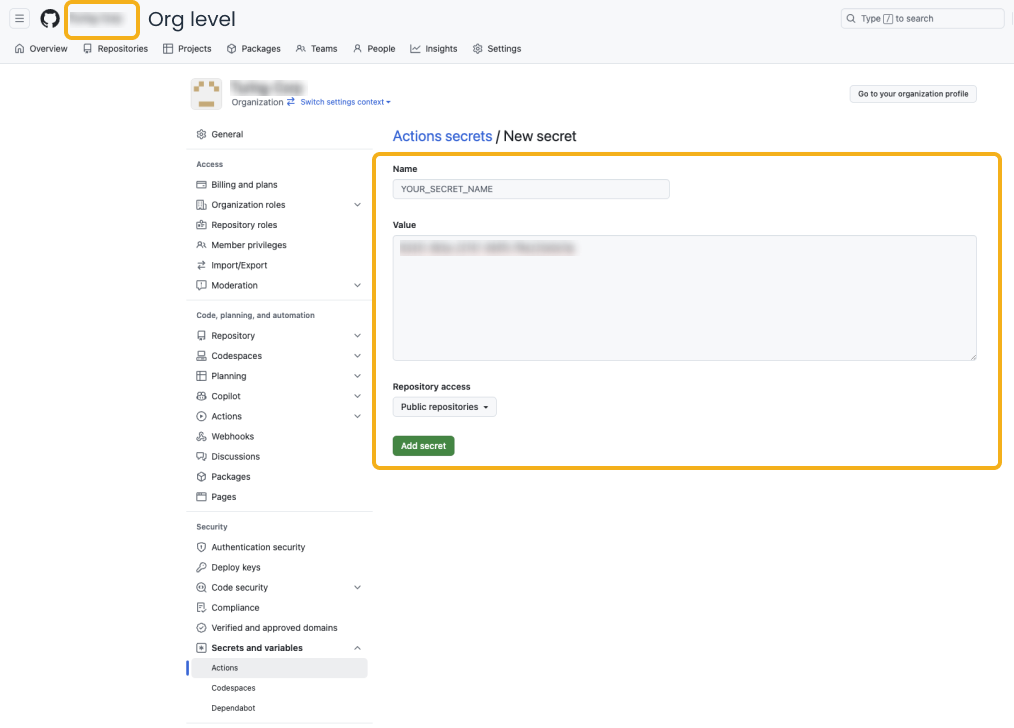 Org level
Type / to search
Overview
Repositories
Projects
Packages
Teams
People
Insights
Settings
Organization
Switch settings context
Go to your organization profile
General
Access
Billing and plans
Organization roles
Repository roles
Member privileges
Import/Export
Moderation
Code, planning, and automation
Repository
Codespaces
Planning
Copilot
Actions
Webhooks
Discussions
Packages
Pages
Security
Authentication security
Deploy keys
Code security
Compliance
Verified and approved domains
Secrets and variables
Actions
Codespaces
Dependabot
Actions secrets / New secret
Name
YOUR_SECRET_NAME
Value
Repository access
Public repositories
Add secret